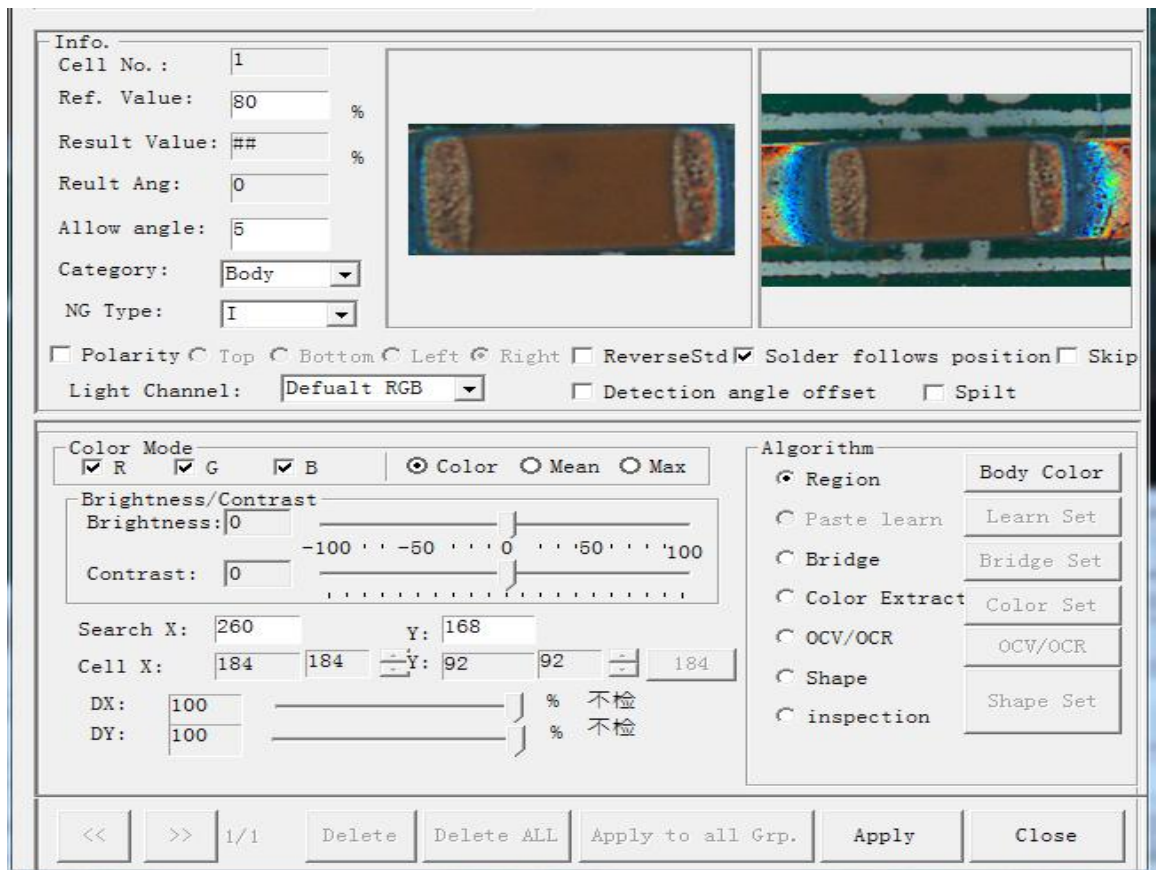 Info.
Cell No.: 1
Ref. Value: 80 %
Result Value: ## %
Reult Ang: 0
Allow angle: 5
Category: Body
NG Type: I
Polarity Top Bottom Left Right ReverseStd Solder follows position Skip
Light Channel: Defualt RGB Detection angle offset Spilt
Color Mode
R G B Color Mean Max
Brightness/Contrast
Brightness: 0
-100 -50 0 50 100
Contrast: 0
Search X: 260 Y: 168
Cell X: 184 184 Y: 92 92 184
DX: 100 % 不检
DY: 100 % 不检
Algorithm
Region Body Color
Paste learn Learn Set
Bridge Bridge Set
Color Extract Color Set
OCV/OCR OCV/OCR
Shape Shape Set
inspection
<< >> 1/1 Delete Delete ALL Apply to all Grp. Apply Close